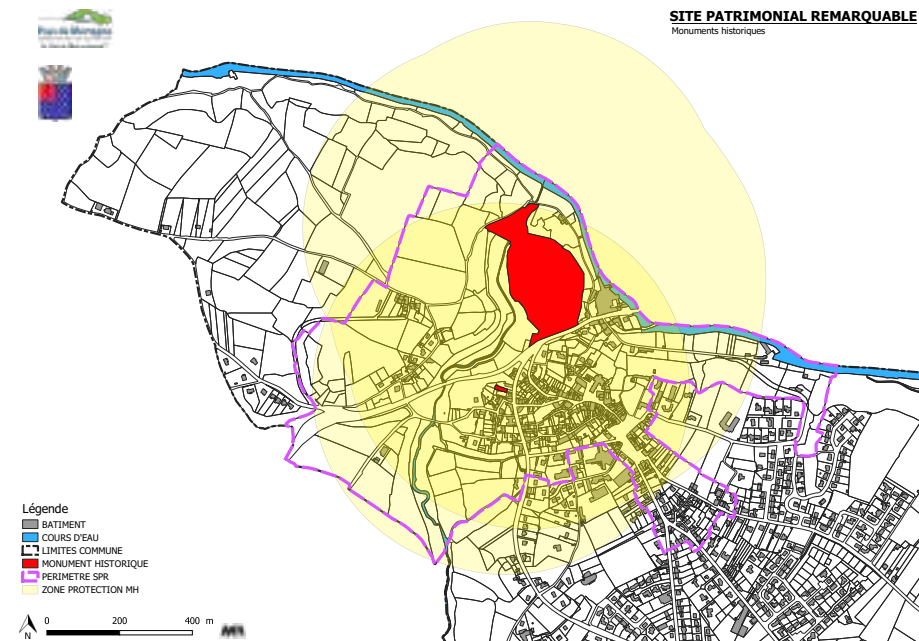 SITE PATRIMONIAL REMARQUABLE
Monuments historiques
Légende
BATIMENT
COURS D'EAU
LIMITES COMMUNE
MONUMENT HISTORIQUE
PERIMETRE SPR
ZONE PROTECTION MH
0 200 400 m
N